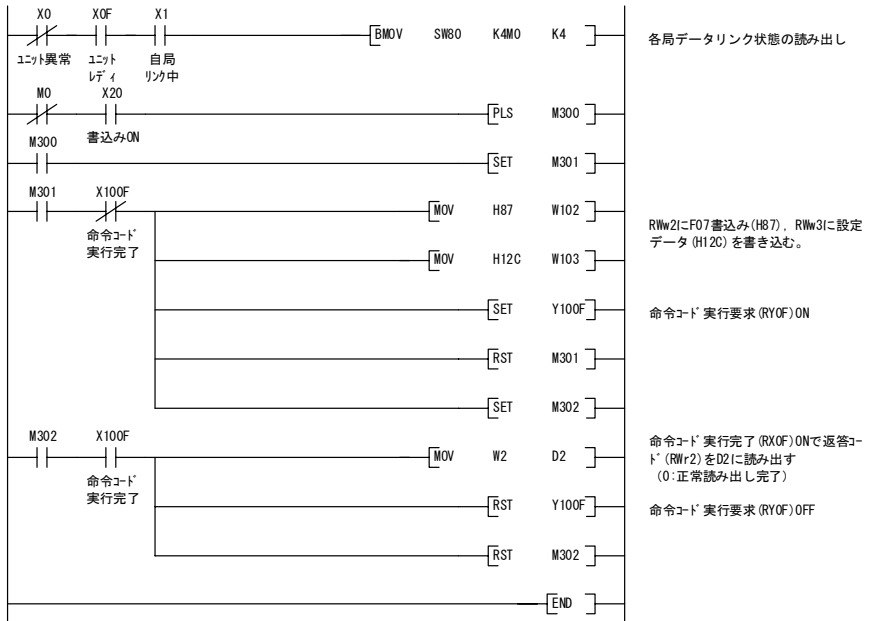 X0 X0F X1
BMOV SW80 K4M0 K4
各局データリンク状態の読み出し
ﾕﾆｯﾄ異常 ﾕﾆｯﾄ 自局
ﾚﾃﾞｨ ﾘﾝｸ中
M0 X20
PLS M300
書込みON
M300
SET M301
M301 X100F
MOV H87 W102
命令ｺｰﾄﾞ
実行完了
RWw2にF07書込み(H87)，RWw3に設定
データ(H12C)を書き込む。
MOV H12C W103
SET Y100F
命令ｺｰﾄﾞ実行要求(RY0F)ON
RST M301
SET M302
M302 X100F
MOV W2 D2
命令ｺｰﾄﾞ実行完了(RX0F)ONで返答ｺｰ
ﾄﾞ(RWr2)をD2に読み出す
（0:正常読み出し完了）
命令ｺｰﾄﾞ
実行完了
RST Y100F
命令ｺｰﾄﾞ実行要求(RY0F)OFF
RST M302
END